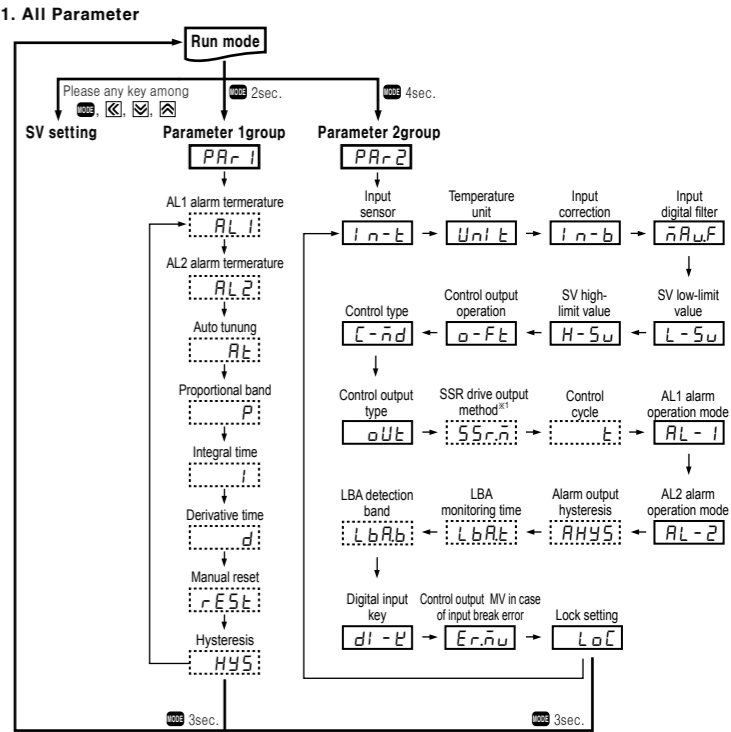 1. All Parameter
Run mode
Please any key among
MODE, «, ,
MODE 2sec.
MODE 4sec.
SV setting
Parameter 1group
Parameter 2group
PAr1
PAr2
AL1 alarm termerature
AL1
AL2 alarm termerature
AL2
Auto tunung
At
Proportional band
P
Integral time
I
Derivative time
d
Manual reset
rESt
Hysteresis
HYS
Input
sensor
In-t
Temperature
unit
UnIt
Input
correction
In-b
Input
digital filter
mAv.F
SV low-limit
value
L-Sv
SV high-
limit value
H-Sv
Control output
operation
o-Ft
Control type
C-md
Control output
type
oUt
SSR drive output
method※1
SSr.m
Control
cycle
t
AL1 alarm
operation mode
AL-1
AL2 alarm
operation mode
AL-2
Alarm output
hysteresis
AHYS
LBA
monitoring time
LbA.t
LBA detection
band
LbA.b
Digital input
key
dI-K
Control output MV in case
of input break error
Er.mv
Lock setting
LoC
MODE 3sec.
MODE 3sec.